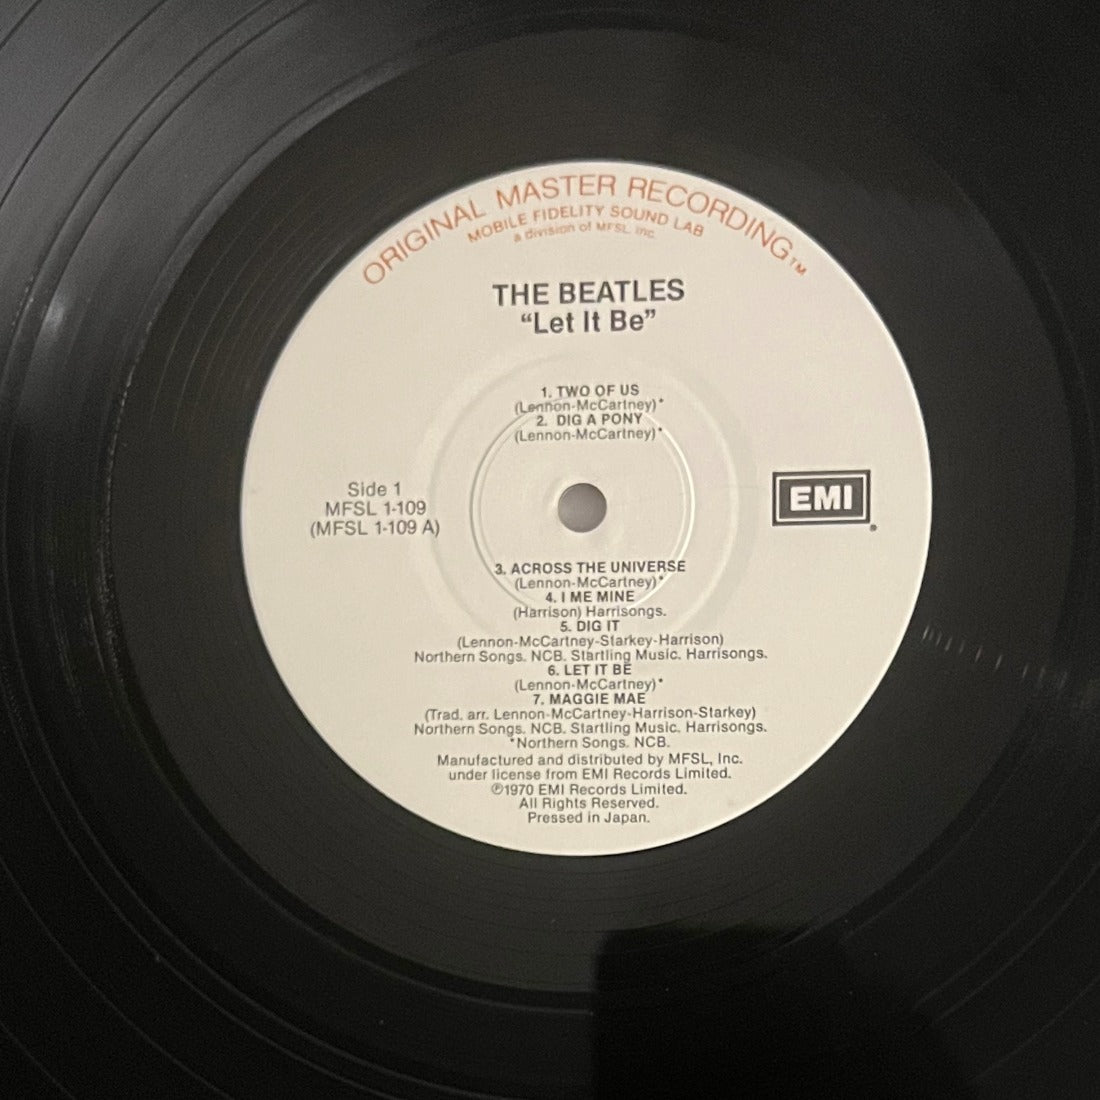 ORIGINAL MASTER RECORDING™
MOBILE FIDELITY SOUND LAB
a division of MFSL, Inc.
THE BEATLES
“Let It Be”
1. TWO OF US
(Lennon-McCartney)*
2. DIG A PONY
(Lennon-McCartney)*
Side 1
MFSL 1-109
(MFSL 1-109 A)
EMI®
3. ACROSS THE UNIVERSE
(Lennon-McCartney)*
4. I ME MINE
(Harrison) Harrisongs.
5. DIG IT
(Lennon-McCartney-Starkey-Harrison)
Northern Songs. NCB. Startling Music. Harrisongs.
6. LET IT BE
(Lennon-McCartney)*
7. MAGGIE MAE
(Trad. arr. Lennon-McCartney-Harrison-Starkey)
Northern Songs. NCB. Startling Music. Harrisongs.
*Northern Songs. NCB.
Manufactured and distributed by MFSL, Inc.
under license from EMI Records Limited.
℗1970 EMI Records Limited.
All Rights Reserved.
Pressed in Japan.